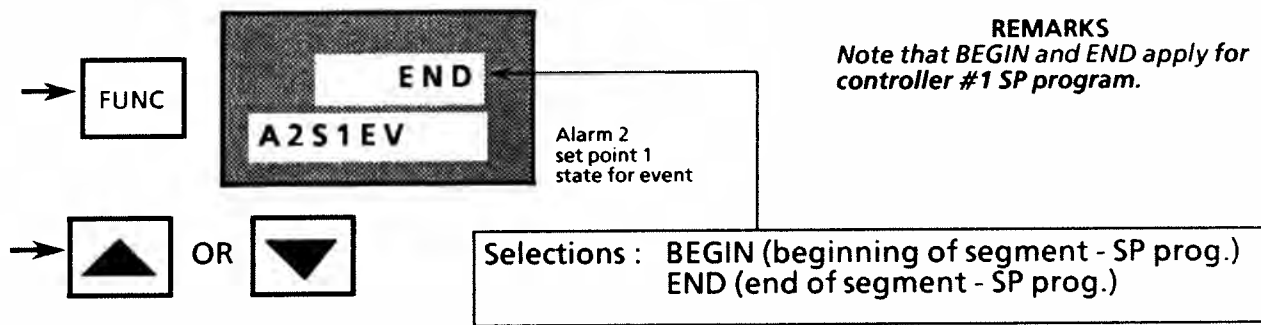 FUNC
END
A2S1EV
Alarm 2
set point 1
state for event
REMARKS
Note that BEGIN and END apply for
controller #1 SP program.
OR
Selections : BEGIN (beginning of segment - SP prog.)
END (end of segment - SP prog.)